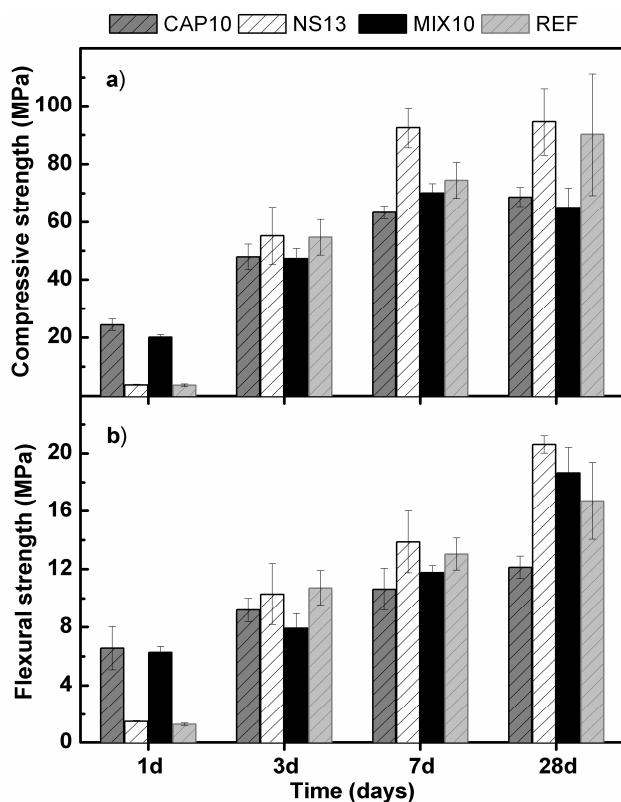 CAP10 NS13 MIX10 REF
a)
Compressive strength (MPa)
100
80
60
40
20
b)
Flexural strength (MPa)
20
16
12
8
4
0
1d 3d 7d 28d
Time (days)